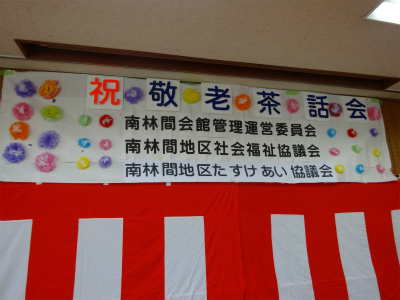 祝敬老茶話会
南林間会館管理運営委員会
南林間地区社会福祉協議会
南林間地区たすけあい協議会